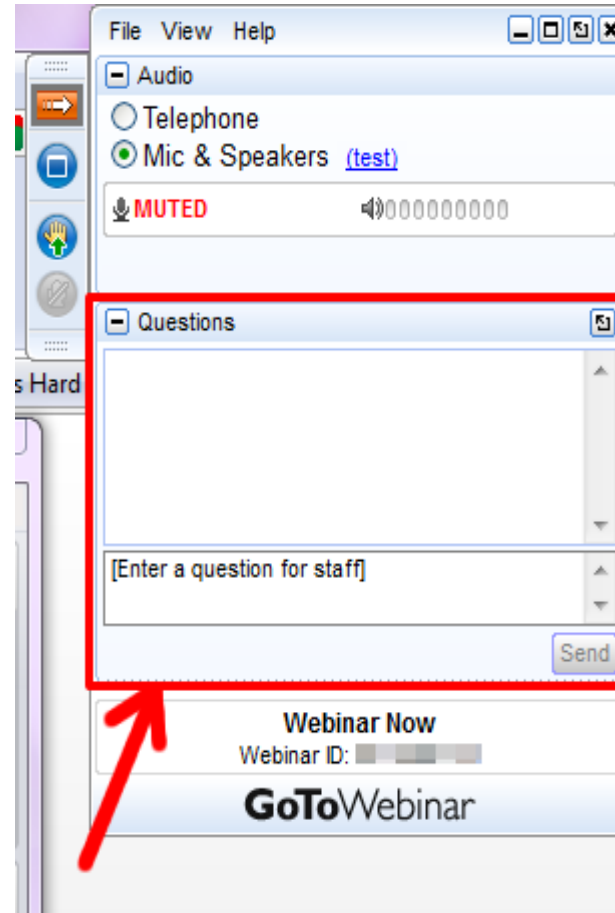 File View Help
Audio
Telephone
Mic & Speakers (test)
MUTED
Questions
s Hard
[Enter a question for staff]
Send
Webinar Now
Webinar ID:
GoToWebinar